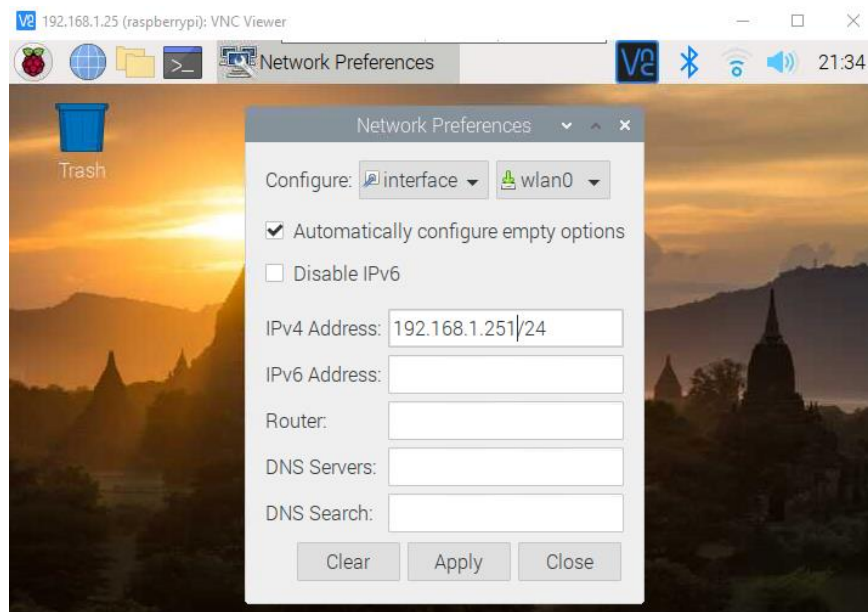 192.168.1.25 (raspberrypi): VNC Viewer
Network Preferences
21:34
Trash
Network Preferences
Configure: interface wlan0
Automatically configure empty options
Disable IPv6
IPv4 Address: 192.168.1.251/24
IPv6 Address:
Router:
DNS Servers:
DNS Search:
Clear Apply Close